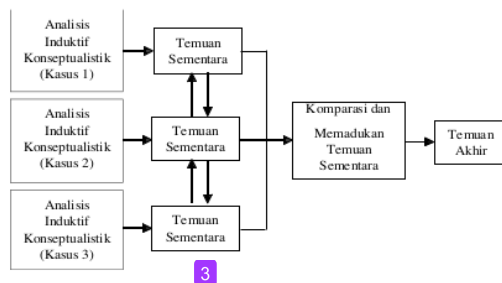 Analisis
Induktif
Konseptualistik
(Kasus 1)
Temuan
Sementara
Analisis
Induktif
Konseptualistik
(Kasus 2)
Temuan
Sementara
Komparasi dan
Memadukan
Temuan
Sementara
Temuan
Akhir
Analisis
Induktif
Konseptualistik
(Kasus 3)
Temuan
Sementara
3